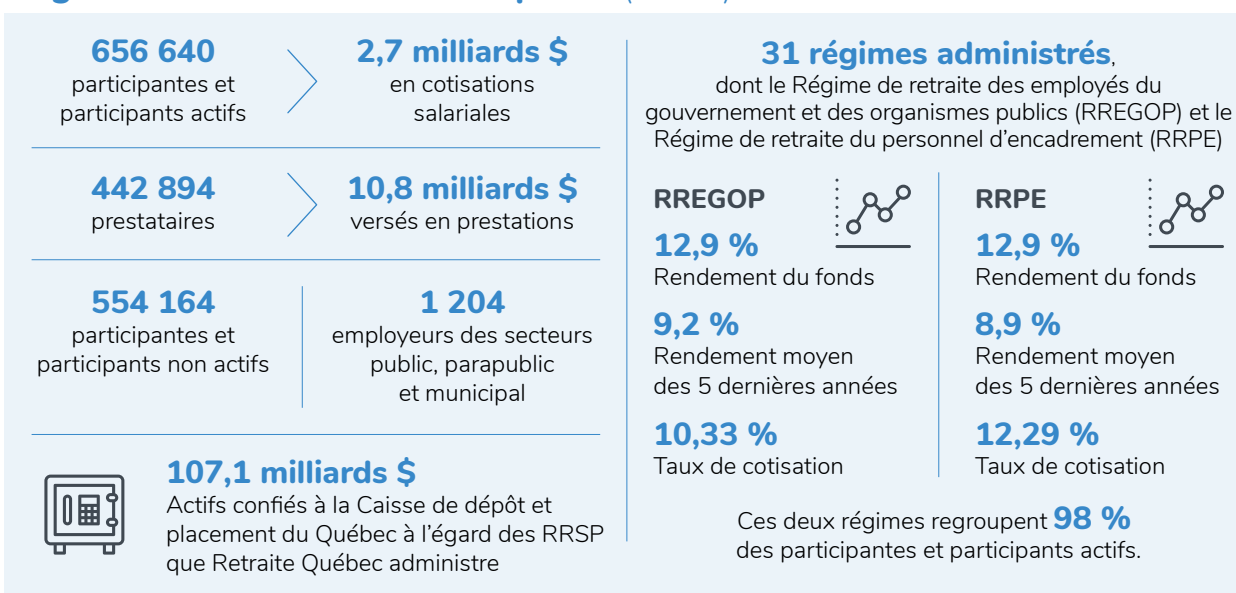 656 640
participantes et
participants actifs
2,7 milliards $
en cotisations
salariales
442 894
prestataires
10,8 milliards $
versés en prestations
554 164
participantes et
participants non actifs
1 204
employeurs des secteurs
public, parapublic
et municipal
107,1 milliards $
Actifs confiés à la Caisse de dépôt et
placement du Québec à l'égard des RRSP
que Retraite Québec administre
31 régimes administrés,
dont le Régime de retraite des employés du
gouvernement et des organismes publics (RREGOP) et le
Régime de retraite du personnel d'encadrement (RRPE)
RREGOP
12,9 %
Rendement du fonds
9,2 %
Rendement moyen
des 5 dernières années
10,33 %
Taux de cotisation
RRPE
12,9 %
Rendement du fonds
8,9 %
Rendement moyen
des 5 dernières années
12,29 %
Taux de cotisation
Ces deux régimes regroupent 98 %
des participantes et participants actifs.